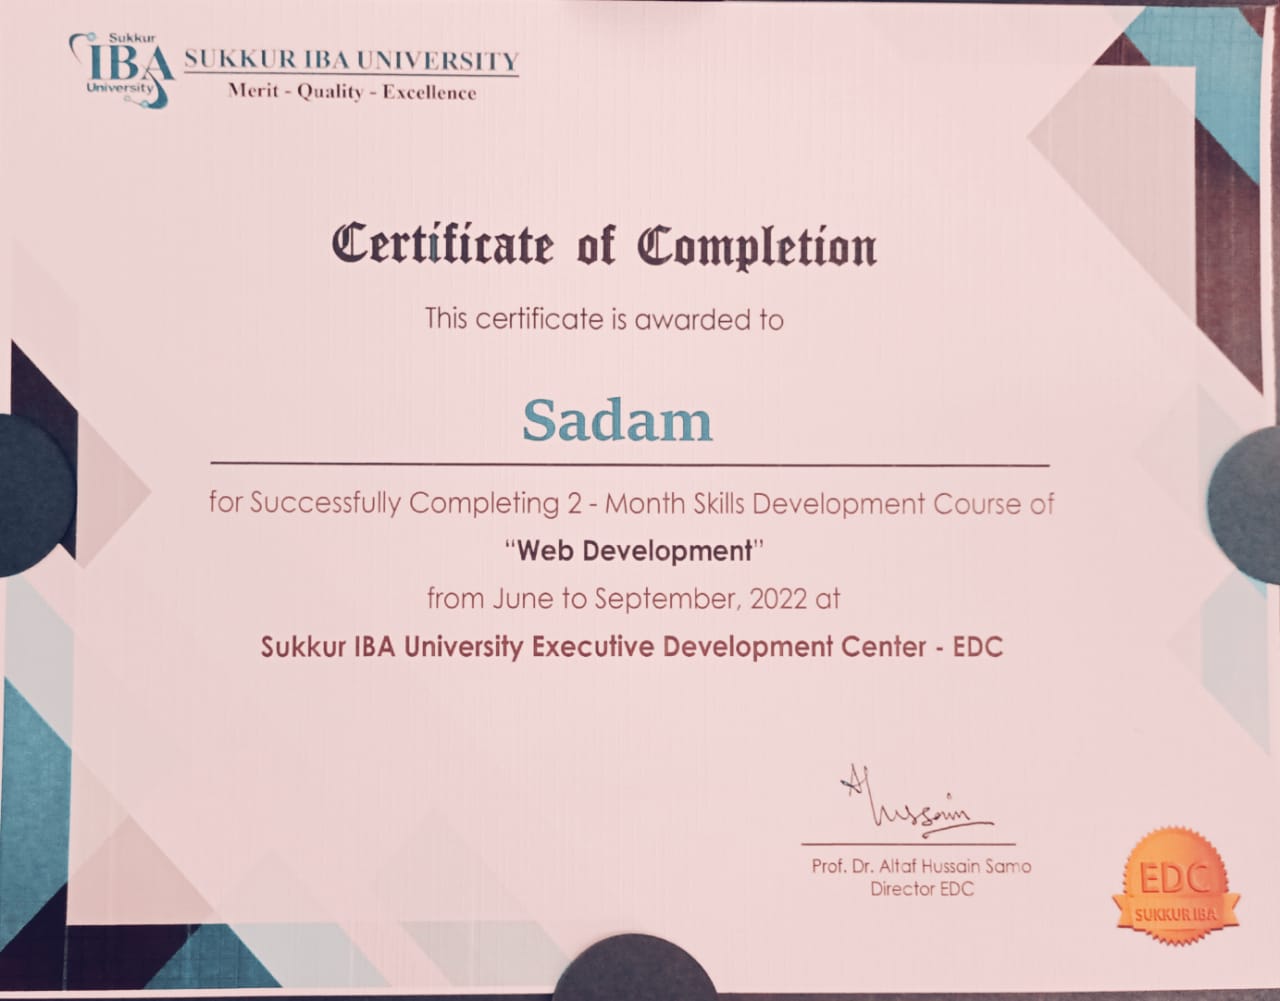 Sukkur
IBA
University
SUKKUR IBA UNIVERSITY
Merit - Quality - Excellence
Certificate of Completion
This certificate is awarded to
Sadam
for Successfully Completing 2 - Month Skills Development Course of
“Web Development”
from June to September, 2022 at
Sukkur IBA University Executive Development Center - EDC
A Hussain
Prof. Dr. Altaf Hussain Samo
Director EDC
EDC
SUKKUR IBA